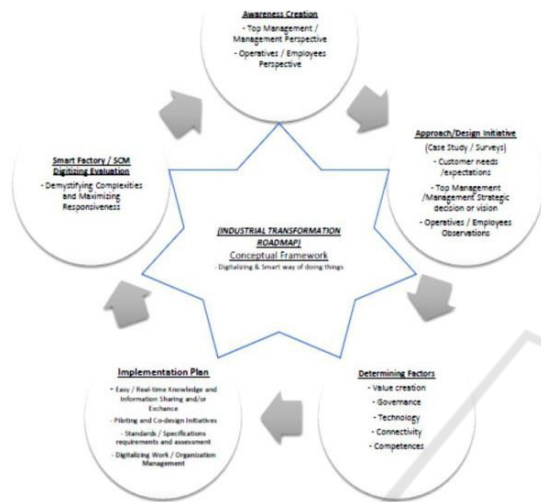 Awareness Creation
- Top Management /
Management Perspective
- Operatives / Employees
Perspective
Approach/Design Initiative
(Case Study / Surveys)
- Customer needs
/expectations
- Top Management
/Management Strategic
decision or vision
- Operatives / Employees
Observations
Determining Factors
- Value creation
- Governance
- Technology
- Connectivity
- Competences
Implementation Plan
- Easy / Real-time Knowledge and
Information Sharing and/or
Exchange
- Piloting and Co-design Initiatives
- Standards / Specifications
requirements and assessment
- Digitalizing Work / Organization
Management
Smart Factory / SCM
Digitizing Evaluation
- Demystifying Complexities
and Maximizing
Responsiveness
(INDUSTRIAL TRANSFORMATION
ROADMAP)
Conceptual Framework
- Digitalizing & Smart way of doing things